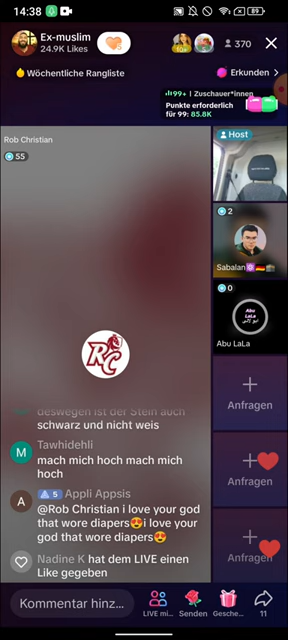 14:38
89
Ex-muslim
24.9K Likes
370
Wöchentliche Rangliste
Erkunden >
99+ | Zuschauer*innen
Punkte erforderlich
für 99: 85.8K
Rob Christian
55
Host
2
Sabalan
0
Abu
LaLa
Abu LaLa
RC
+
Anfragen
+
Anfragen
+
Anfragen
deswegen ist der Stein auch
schwarz und nicht weis
M
Tawhidehli
mach mich hoch mach mich
hoch
A
5 Appli Appsis
@Rob Christian i love your god
that wore diapers😍i love your
god that wore diapers😍
Nadine K hat dem LIVE einen
Like gegeben
Kommentar hinz...
LIVE mi...
Senden
Gesche...
11